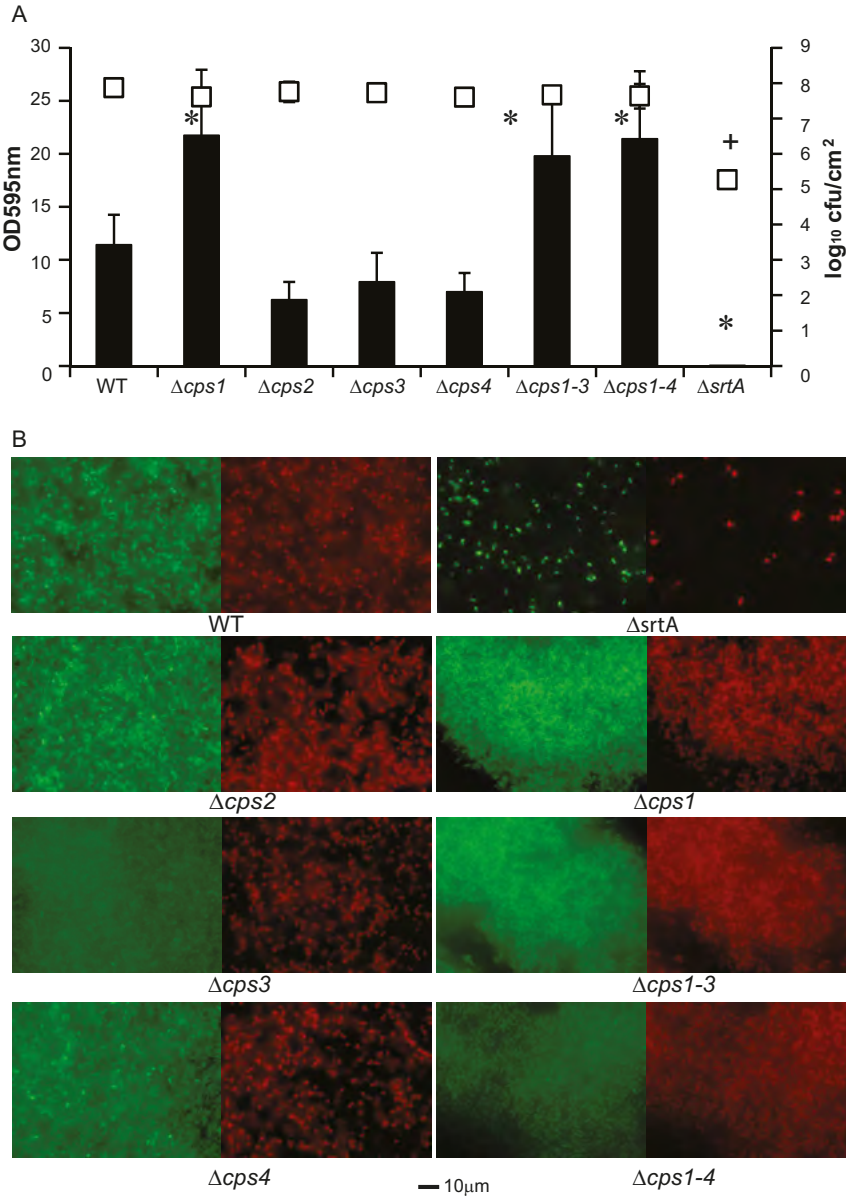 A
30
25
20
15
10
5
0
OD595nm
9
8
7
6
5
4
3
2
1
0
log10 cfu/cm²
*
*
*
+
*
WT Δcps1 Δcps2 Δcps3 Δcps4 Δcps1-3 Δcps1-4 ΔsrtA
B
WT ΔsrtA
Δcps2 Δcps1
Δcps3 Δcps1-3
Δcps4 Δcps1-4
10μm